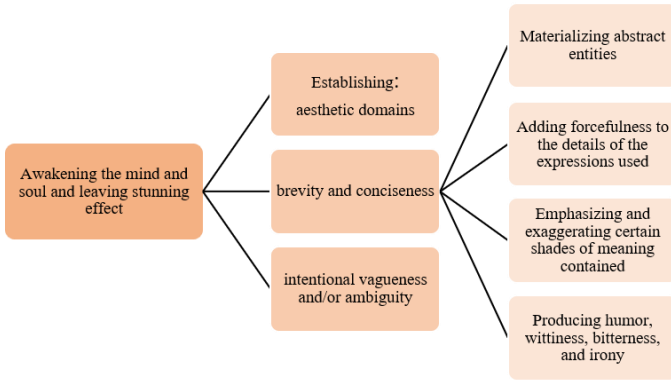 Awakening the mind and
soul and leaving stunning
effect
Establishing:
aesthetic domains
brevity and conciseness
intentional vagueness
and/or ambiguity
Materializing abstract
entities
Adding forcefulness to
the details of the
expressions used
Emphasizing and
exaggerating certain
shades of meaning
contained
Producing humor,
wittiness, bitterness,
and irony